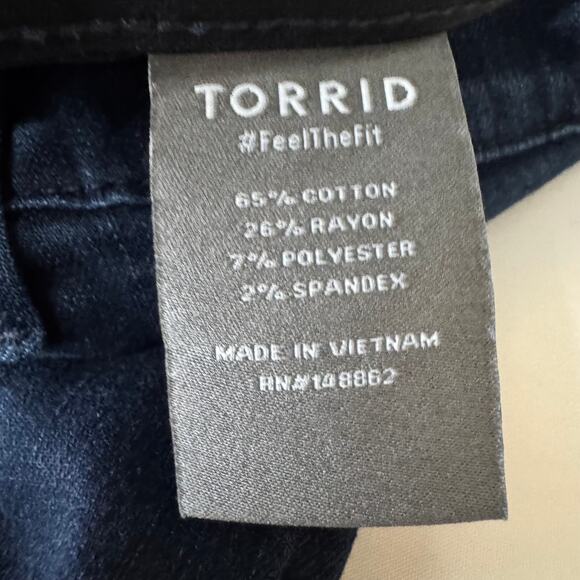 TORRID
#FeelTheFit
65% COTTON
26% RAYON
7% POLYESTER
2% SPANDEX
MADE IN VIETNAM
RN#148862